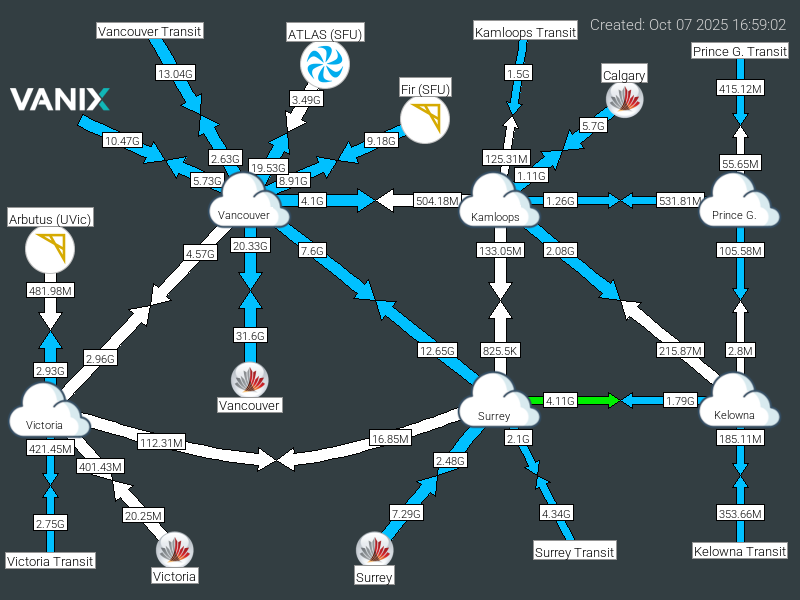 Created: Oct 07 2025 16:59:02
Vancouver Transit
ATLAS (SFU)
Kamloops Transit
Prince G. Transit
13.04G
1.5G
Calgary
415.12M
VANIX
3.49G
Fir (SFU)
10.47G
9.18G
5.7G
2.63G
125.31M
55.65M
19.53G
5.73G
8.91G
1.11G
4.1G
504.18M
1.26G
531.81M
Vancouver
Kamloops
Prince G.
Arbutus (UVic)
4.57G
20.33G
7.6G
133.05M
2.08G
105.58M
481.98M
31.6G
12.65G
825.5K
215.87M
2.8M
2.96G
2.93G
Vancouver
4.11G
1.79G
Victoria
Surrey
Kelowna
421.45M
112.31M
16.85M
2.1G
185.11M
401.43M
2.48G
2.75G
20.25M
7.29G
4.34G
353.66M
Victoria Transit
Victoria
Surrey
Surrey Transit
Kelowna Transit